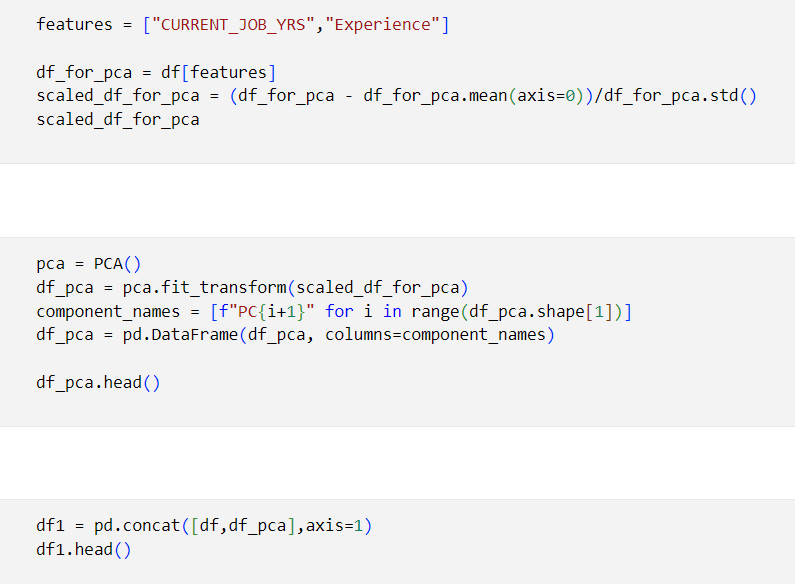 features = ["CURRENT_JOB_YRS","Experience"]
df_for_pca = df[features]
scaled_df_for_pca = (df_for_pca - df_for_pca.mean(axis=0))/df_for_pca.std()
scaled_df_for_pca
pca = PCA()
df_pca = pca.fit_transform(scaled_df_for_pca)
component_names = [f"PC{i+1}" for i in range(df_pca.shape[1])]
df_pca = pd.DataFrame(df_pca, columns=component_names)
df_pca.head()
df1 = pd.concat([df,df_pca],axis=1)
df1.head()